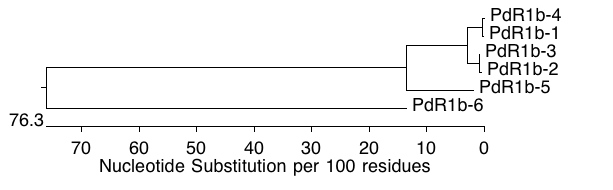 PdR1b-4
PdR1b-1
PdR1b-3
PdR1b-2
PdR1b-5
PdR1b-6
76.3
70 60 50 40 30 20 10 0
Nucleotide Substitution per 100 residues